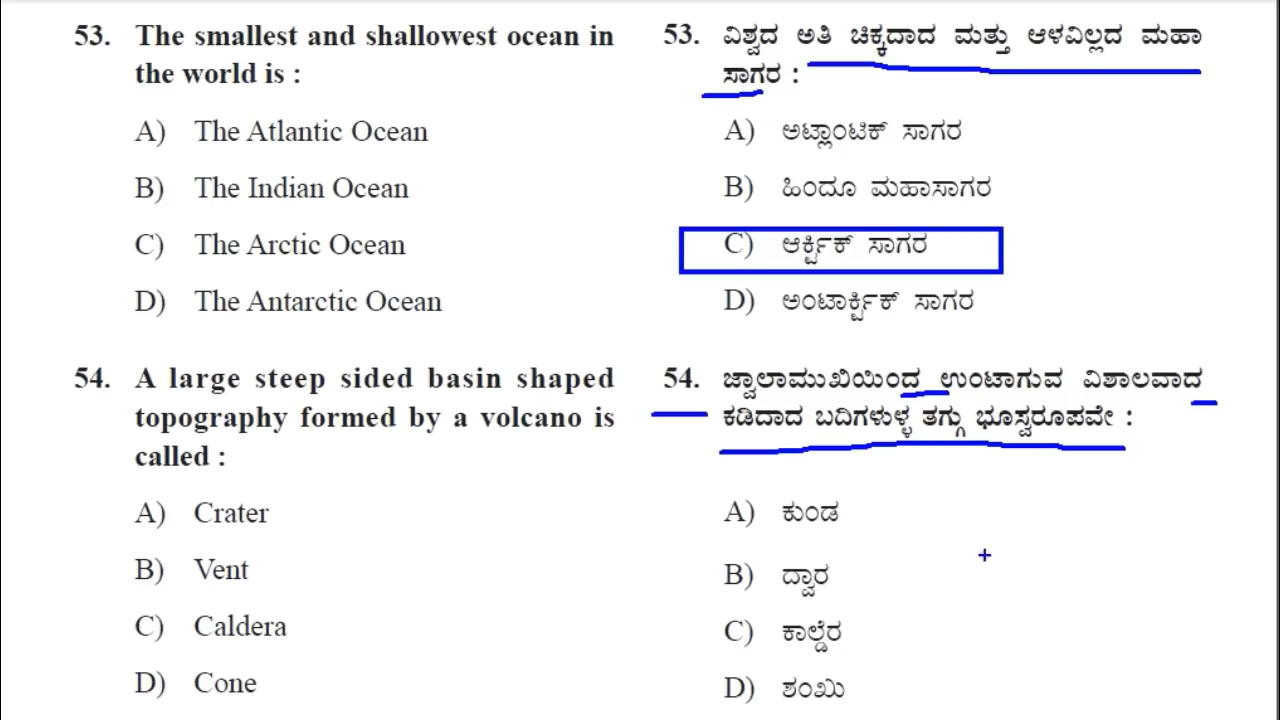 53. The smallest and shallowest ocean in
the world is :
A) The Atlantic Ocean
B) The Indian Ocean
C) The Arctic Ocean
D) The Antarctic Ocean
54. A large steep sided basin shaped
topography formed by a volcano is
called :
A) Crater
B) Vent
C) Caldera
D) Cone
53. ವಿಶ್ವದ ಅತಿ ಚಿಕ್ಕದಾದ ಮತ್ತು ಆಳವಿಲ್ಲದ ಮಹಾ
ಸಾಗರ :
A) ಅಟ್ಲಾಂಟಿಕ್ ಸಾಗರ
B) ಹಿಂದೂ ಮಹಾಸಾಗರ
C) ಆರ್ಕ್ಟಿಕ್ ಸಾಗರ
D) ಅಂಟಾರ್ಕ್ಟಿಕ್ ಸಾಗರ
54. ಜ್ವಾಲಾಮುಖಿಯಿಂದ ಉಂಟಾಗುವ ವಿಶಾಲವಾದ
ಕಡಿದಾದ ಬದಿಗಳುಳ್ಳ ತಗ್ಗು ಭೂಸ್ವರೂಪವೇ :
A) ಕುಂಡ
B) ದ್ವಾರ
C) ಕಾಲ್ಡೆರ
D) ಶಂಖು